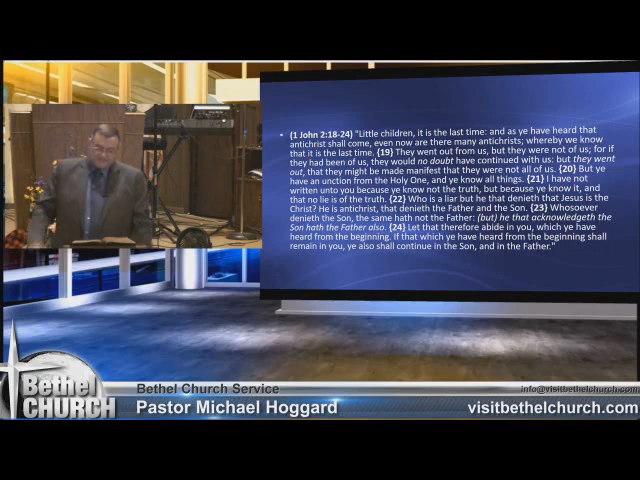 • (1 John 2:18-24) "Little children, it is the last time: and as ye have heard that
antichrist shall come, even now are there many antichrists; whereby we know
that it is the last time. {19} They went out from us, but they were not of us; for if
they had been of us, they would no doubt have continued with us: but they went
out, that they might be made manifest that they were not all of us. {20} But ye
have an unction from the Holy One, and ye know all things. {21} I have not
written unto you because ye know not the truth, but because ye know it, and
that no lie is of the truth. {22} Who is a liar but he that denieth that Jesus is the
Christ? He is antichrist, that denieth the Father and the Son. {23} Whosoever
denieth the Son, the same hath not the Father: (but) he that acknowledgeth the
Son hath the Father also. {24} Let that therefore abide in you, which ye have
heard from the beginning. If that which ye have heard from the beginning shall
remain in you, ye also shall continue in the Son, and in the Father."
Bethel
CHURCH
Bethel Church Service
info@visitbethelchurch.com
Pastor Michael Hoggard
visitbethelchurch.com